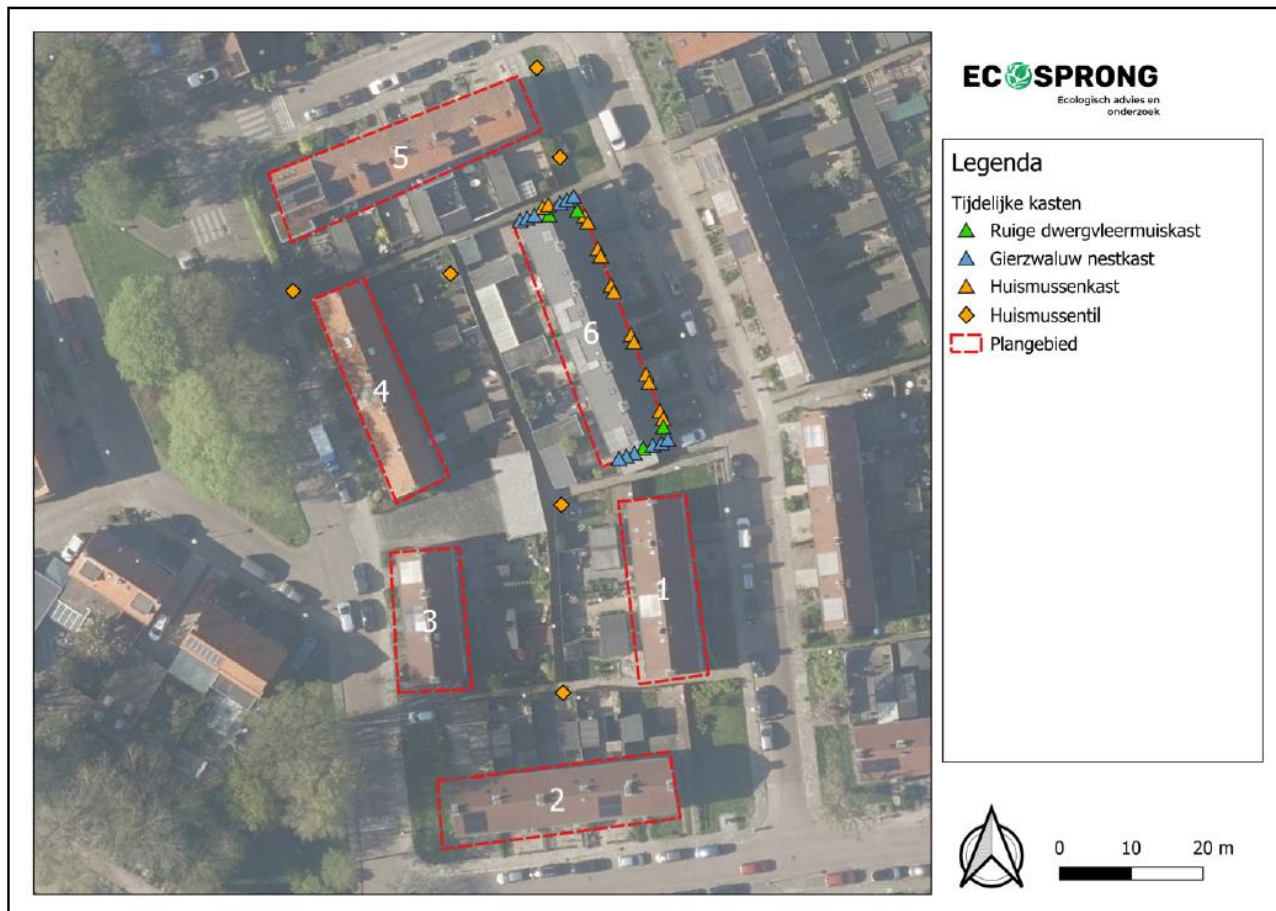 ECOSPRONG
Ecologisch advies en
onderzoek
Legenda
Tijdelijke kasten
Ruige dwergvleermuiskast
Gierzwaluw nestkast
Huismussenkast
Huismussentil
Plangebied
5
6
4
1
3
2
0 10 20 m